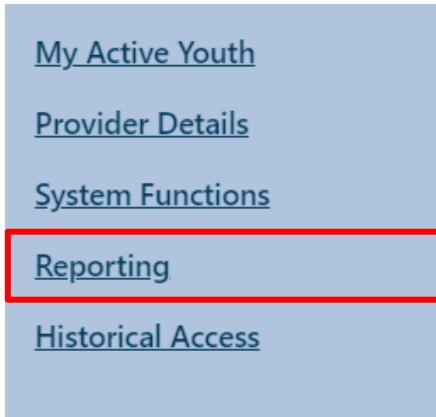 My Active Youth
Provider Details
System Functions
Reporting
Historical Access